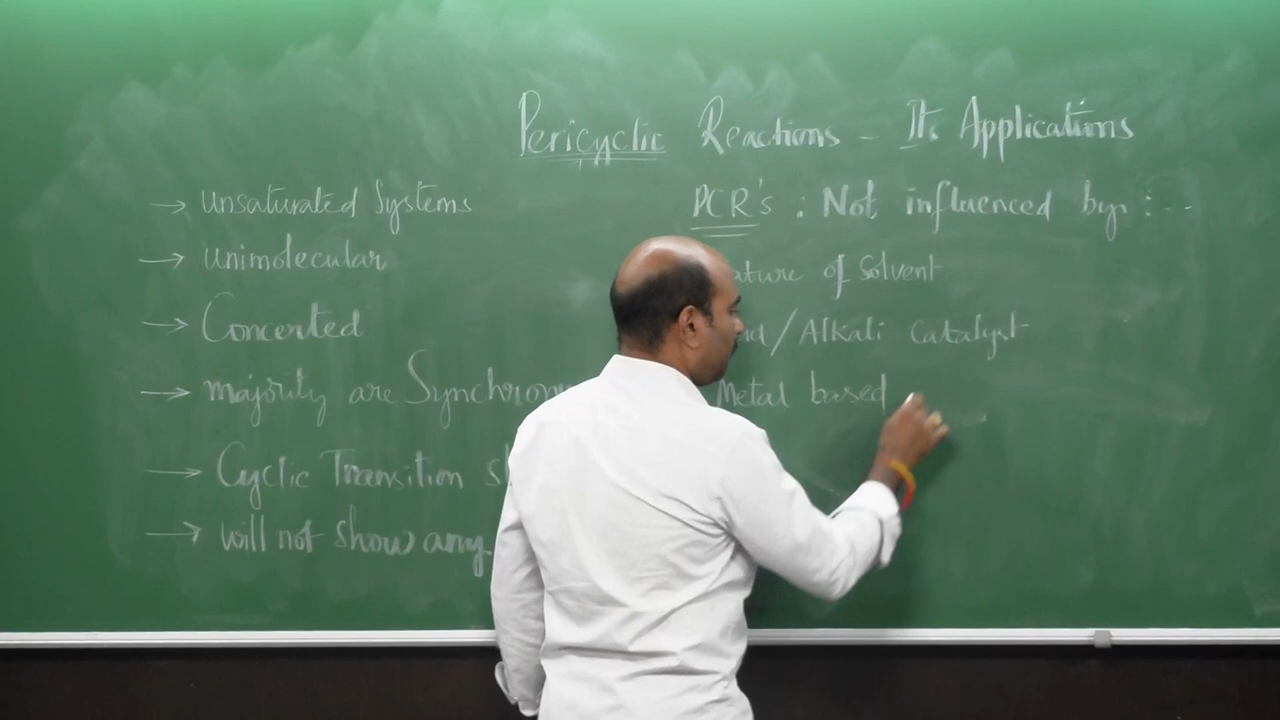 Pericyclic Reactions - Its Applications
→ Unsaturated Systems
→ Unimolecular
→ Concerted
→ majority are Synchron
→ Cyclic Transition s
→ will not show any
PCR's : Not influenced by : --
ature of Solvent
/Alkali Catalyst
Metal based